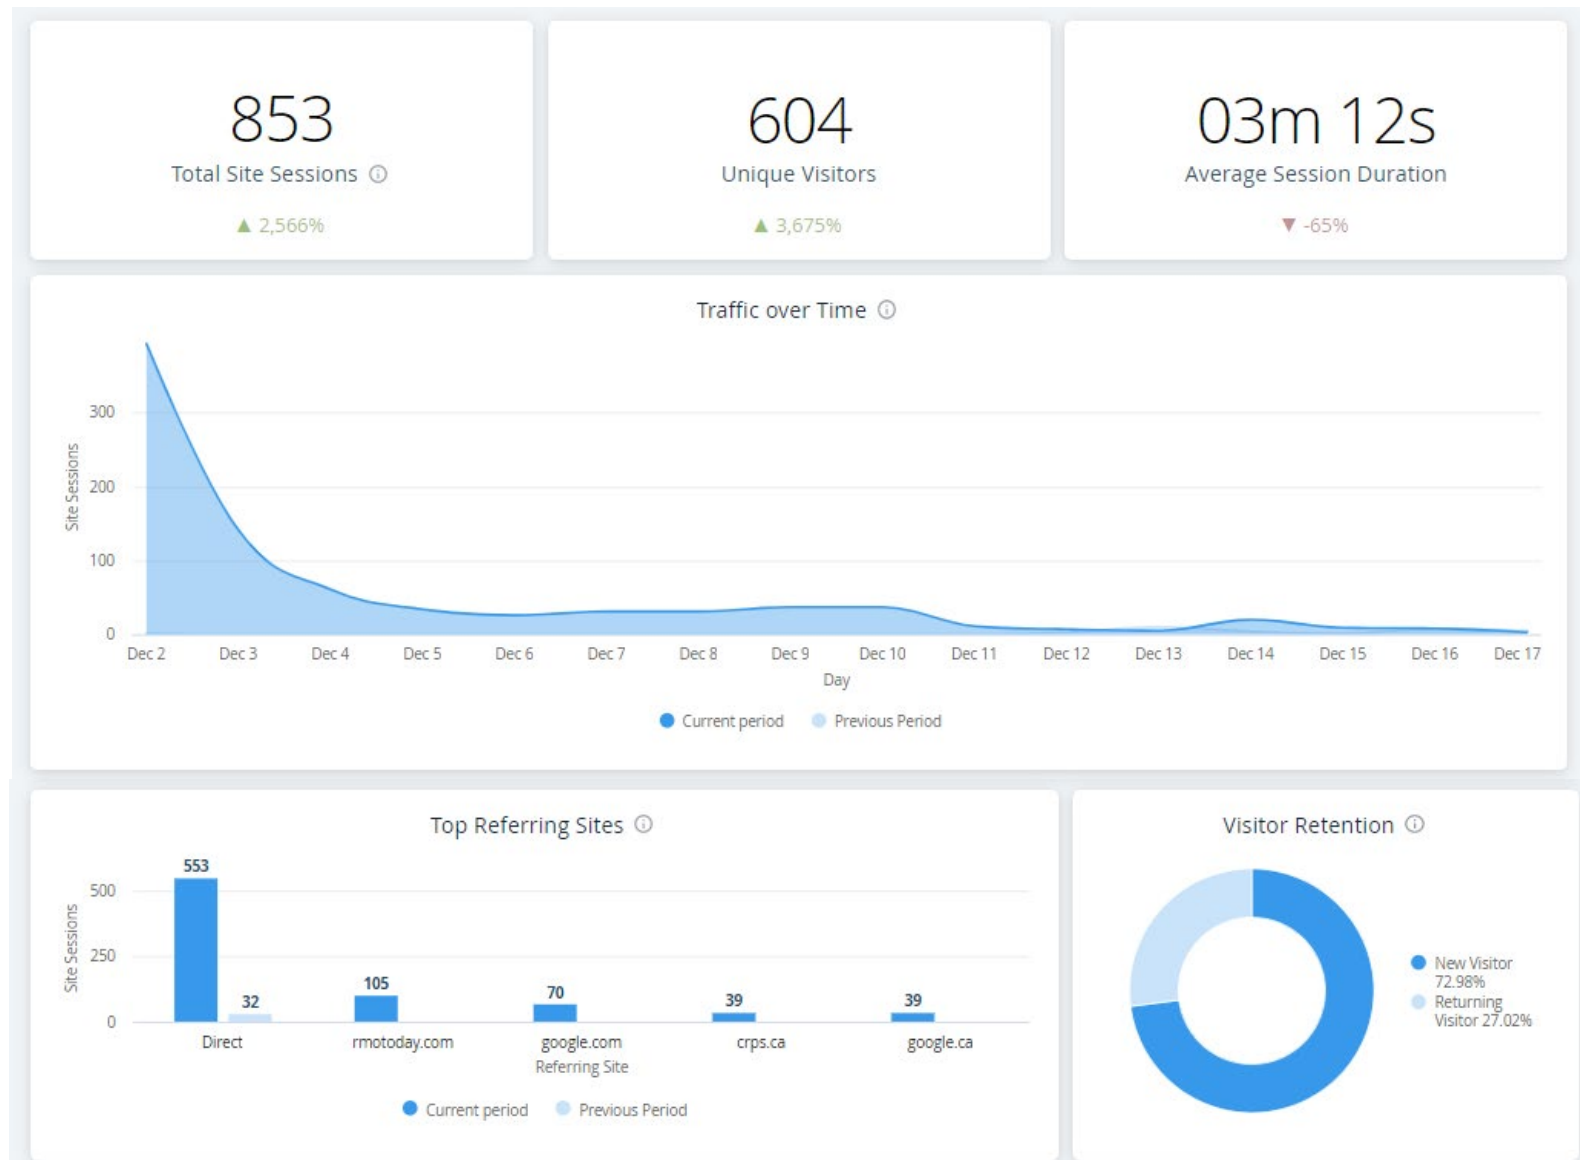 853
Total Site Sessions
▲ 2,566%
604
Unique Visitors
▲ 3,675%
03m 12s
Average Session Duration
▼ -65%
Traffic over Time
300
200
100
0
Site Sessions
Dec 2 Dec 3 Dec 4 Dec 5 Dec 6 Dec 7 Dec 8 Dec 9 Dec 10 Dec 11 Dec 12 Dec 13 Dec 14 Dec 15 Dec 16 Dec 17
Day
Current period Previous Period
Top Referring Sites
500
250
0
Site Sessions
553
32
105
70
39
39
Direct rmotoday.com google.com crps.ca google.ca
Referring Site
Current period Previous Period
Visitor Retention
New Visitor
72.98%
Returning
Visitor 27.02%